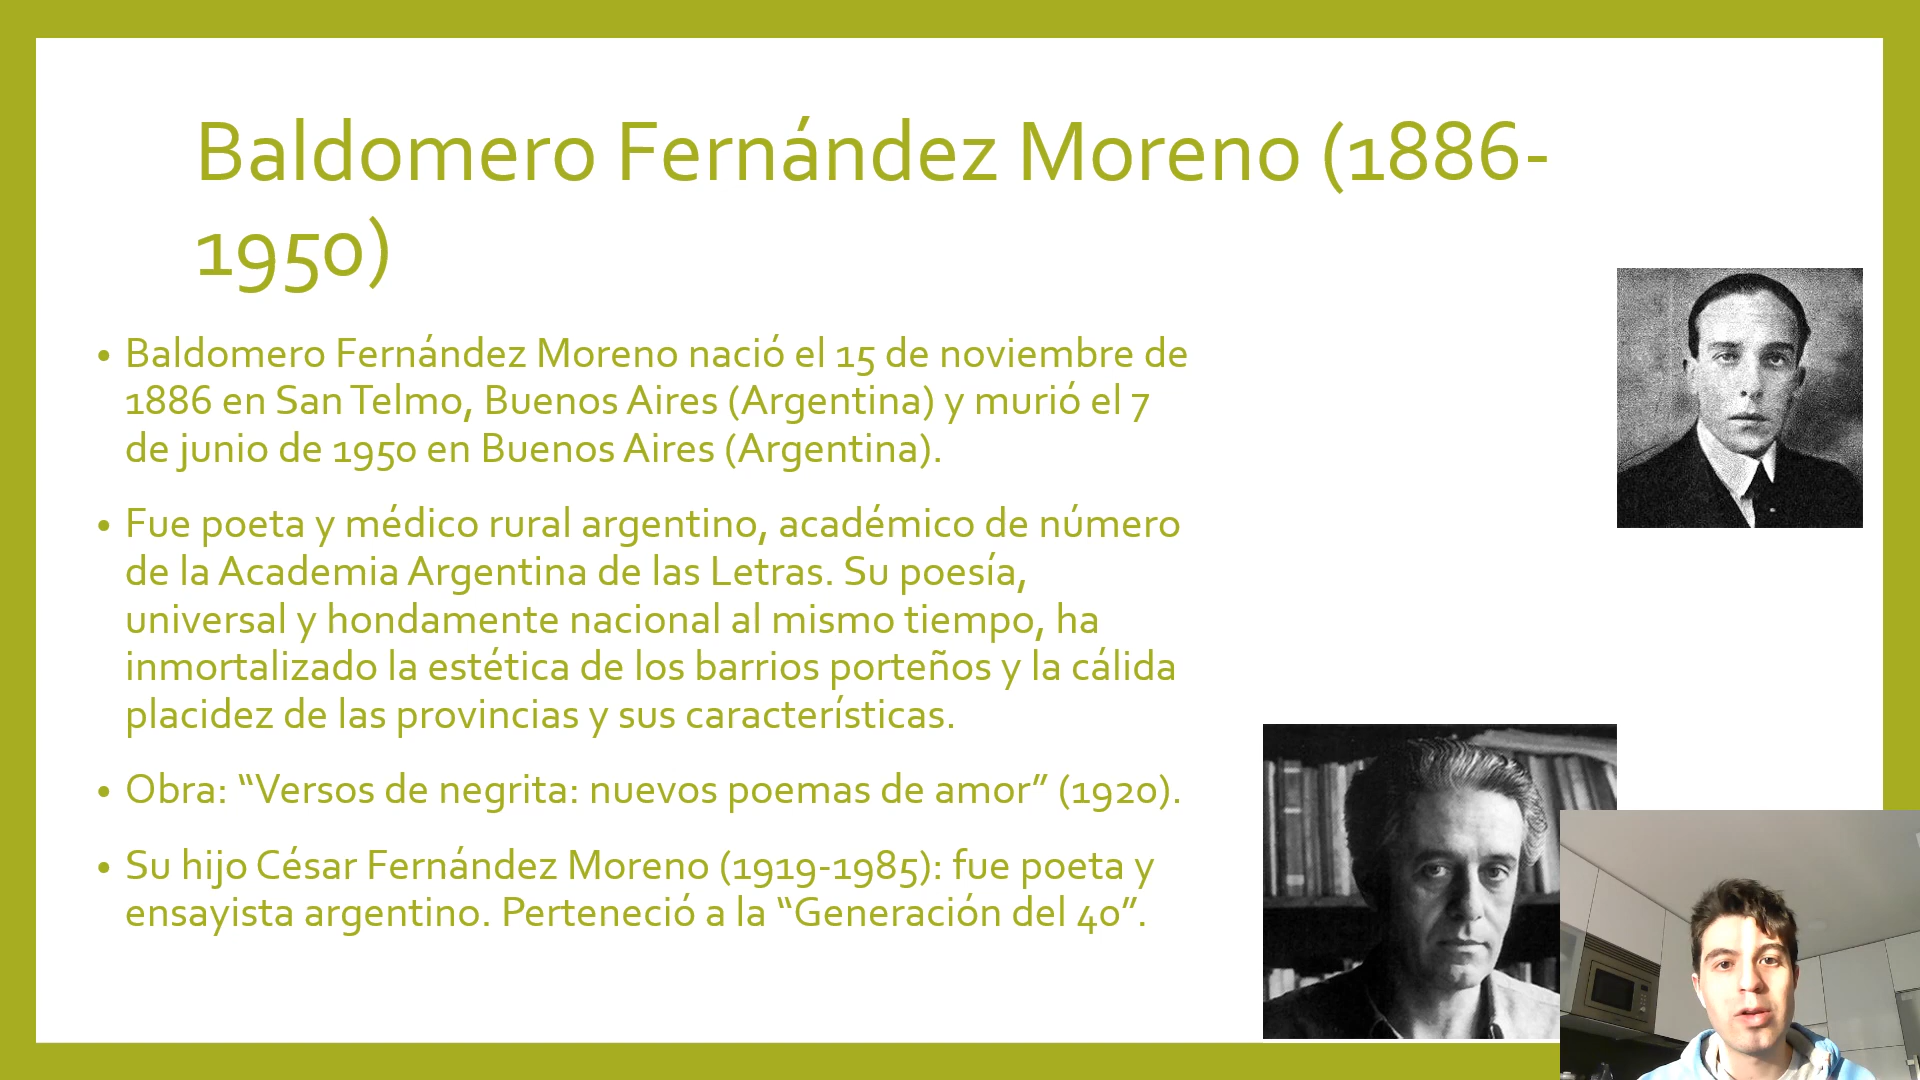 Baldomero Fernández Moreno (1886-
1950)
• Baldomero Fernández Moreno nació el 15 de noviembre de
1886 en San Telmo, Buenos Aires (Argentina) y murió el 7
de junio de 1950 en Buenos Aires (Argentina).
• Fue poeta y médico rural argentino, académico de número
de la Academia Argentina de las Letras. Su poesía,
universal y hondamente nacional al mismo tiempo, ha
inmortalizado la estética de los barrios porteños y la cálida
placidez de las provincias y sus características.
• Obra: “Versos de negrita: nuevos poemas de amor” (1920).
• Su hijo César Fernández Moreno (1919-1985): fue poeta y
ensayista argentino. Perteneció a la “Generación del 40”.